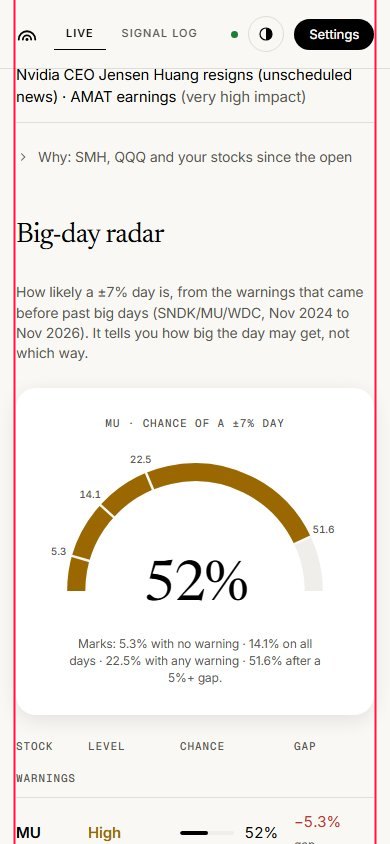 LIVE SIGNAL LOG Settings
Nvidia CEO Jensen Huang resigns (unscheduled
news) · AMAT earnings (very high impact)
Why: SMH, QQQ and your stocks since the open
Big-day radar
How likely a ±7% day is, from the warnings that came
before past big days (SNDK/MU/WDC, Nov 2024 to
Nov 2026). It tells you how big the day may get, not
which way.
MU · CHANCE OF A ±7% DAY
22.5
14.1
51.6
5.3
52%
Marks: 5.3% with no warning · 14.1% on all
days · 22.5% with any warning · 51.6% after a
5%+ gap.
STOCK LEVEL CHANCE GAP
WARNINGS
MU High 52% −5.3%
gap